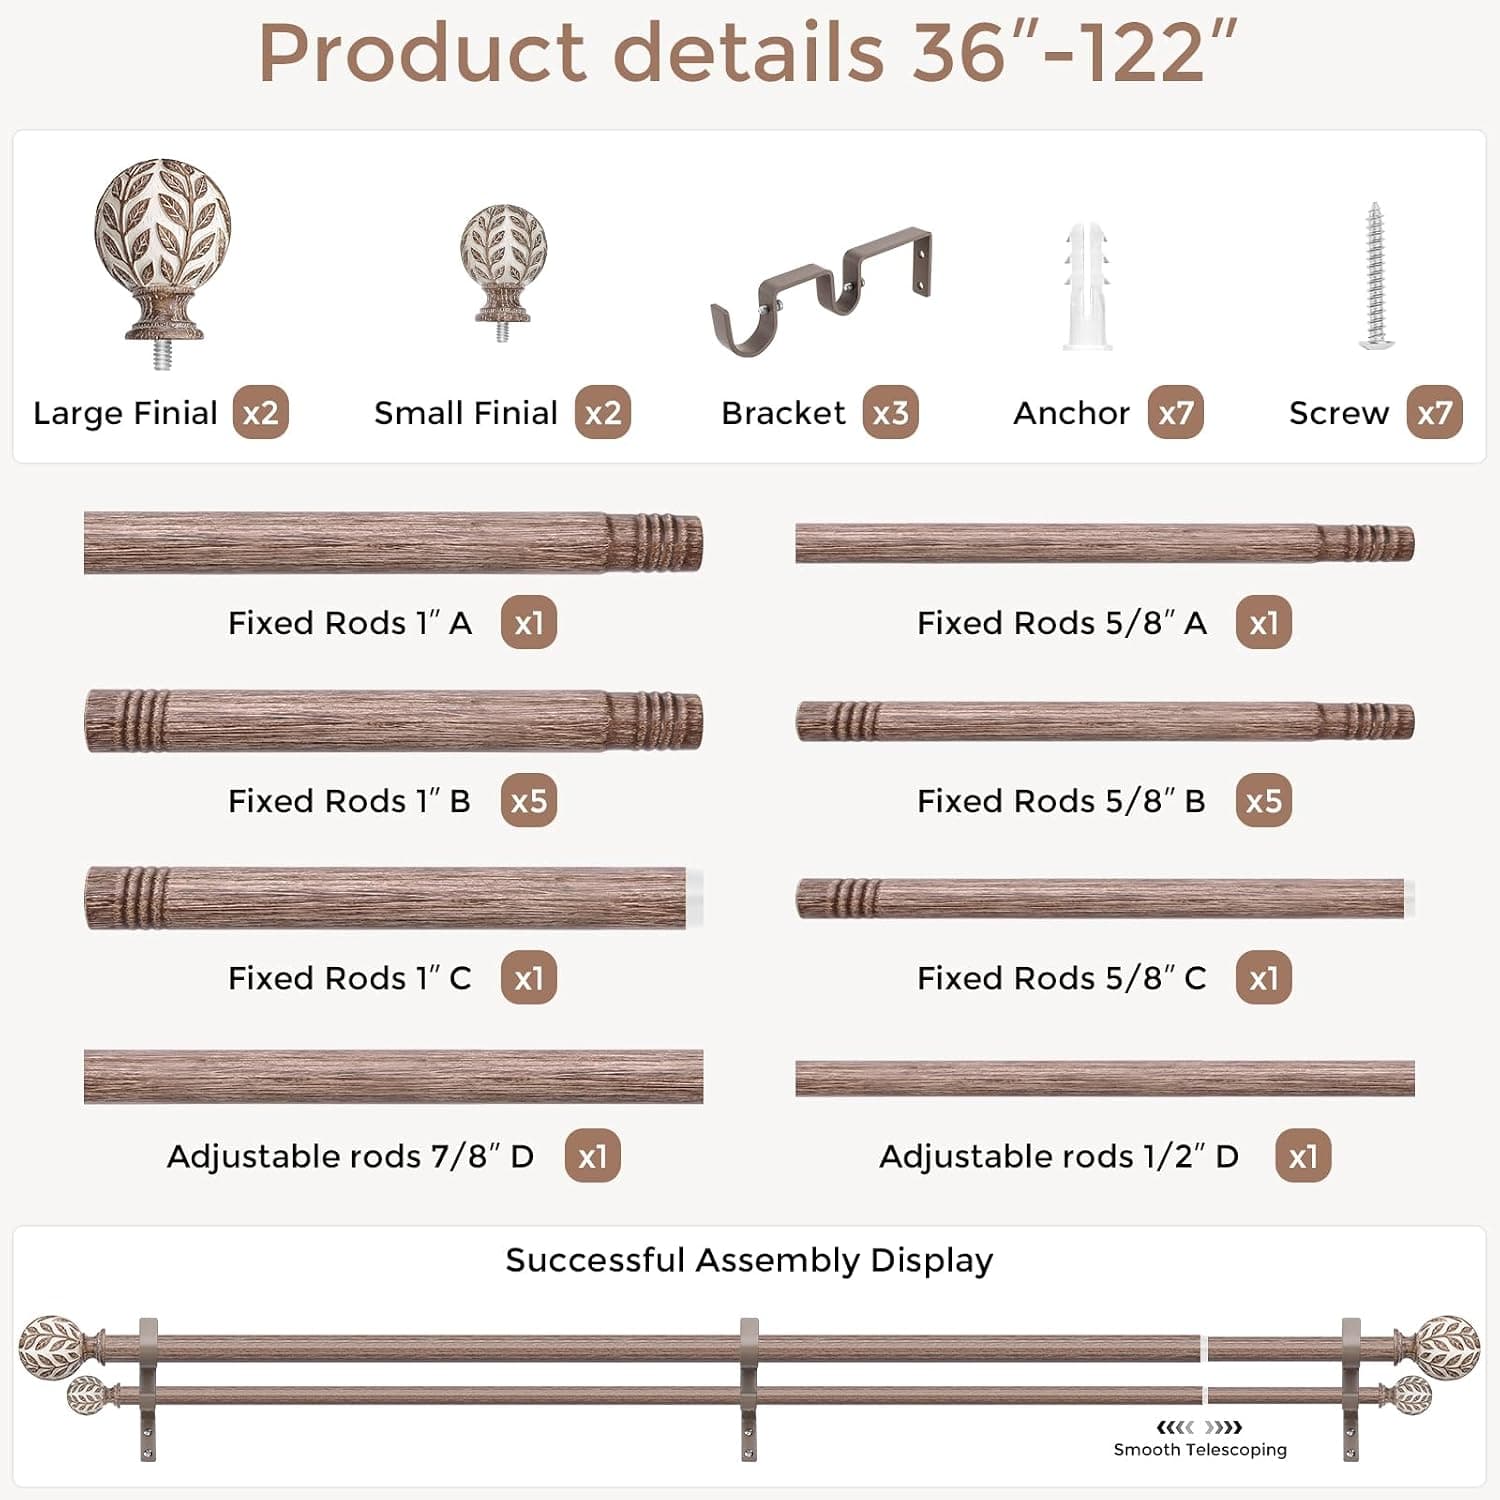 Product details 36"-122"
Large Finial x2
Small Finial x2
Bracket x3
Anchor x7
Screw x7
Fixed Rods 1" A x1
Fixed Rods 5/8" A x1
Fixed Rods 1" B x5
Fixed Rods 5/8" B x5
Fixed Rods 1" C x1
Fixed Rods 5/8" C x1
Adjustable rods 7/8" D x1
Adjustable rods 1/2" D x1
Successful Assembly Display
Smooth Telescoping